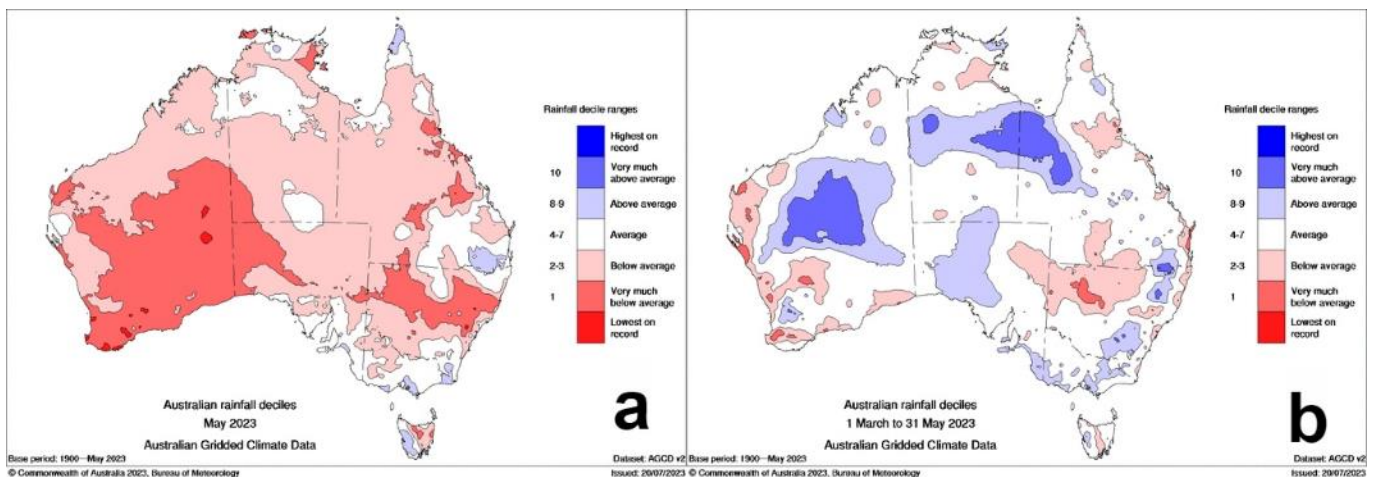 Rainfall decile ranges
Highest on
record
10
Very much
above average
8-9
Above average
4-7
Average
2-3
Below average
1
Very much
below average
Lowest on
record
Australian rainfall deciles
May 2023
Australian Gridded Climate Data
a
Base period: 1900—May 2023
Dataset: AGCD v2
© Commonwealth of Australia 2023, Bureau of Meteorology
Issued: 20/07/2023
Rainfall decile ranges
Highest on
record
10
Very much
above average
8-9
Above average
4-7
Average
2-3
Below average
1
Very much
below average
Lowest on
record
Australian rainfall deciles
1 March to 31 May 2023
Australian Gridded Climate Data
b
Base period: 1900—May 2023
Dataset: AGCD v2
© Commonwealth of Australia 2023, Bureau of Meteorology
Issued: 20/07/2023